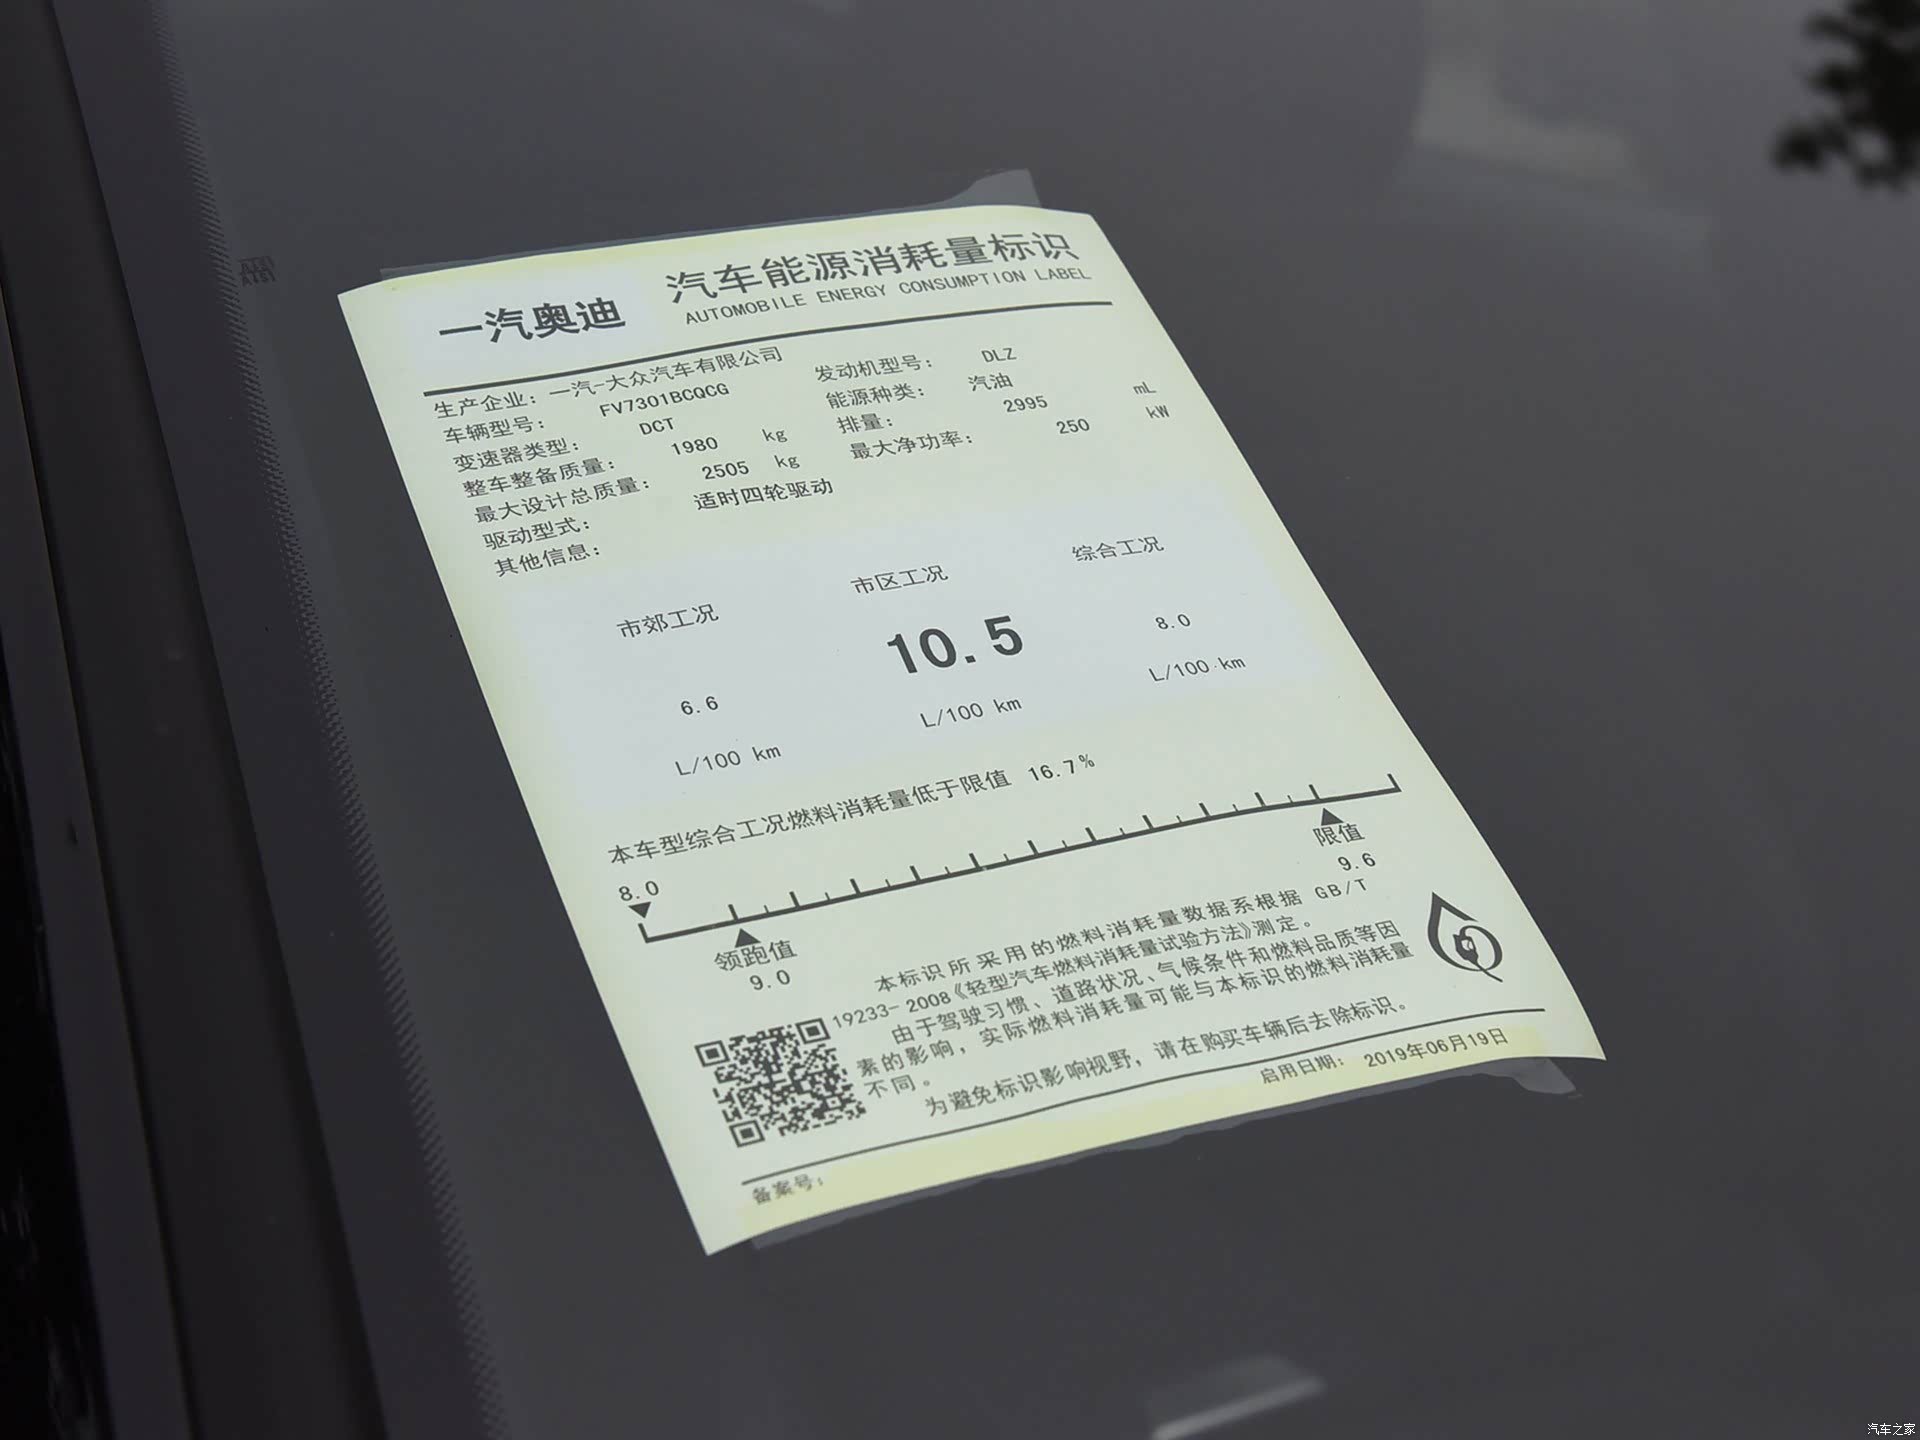 一汽奥迪
汽车能源消耗量标识
AUTOMOBILE ENERGY CONSUMPTION LABEL
生产企业：一汽-大众汽车有限公司
车辆型号： FV7301BCQCG
变速器类型： DCT
整车整备质量： 1980 kg
最大设计总质量： 2505 kg
驱动型式： 适时四轮驱动
其他信息：
发动机型号： DLZ
能源种类： 汽油
排量： 2995 mL
最大净功率： 250 kW
市郊工况 市区工况 综合工况
6.6 10.5 8.0
L/100 km L/100 km L/100 km
本车型综合工况燃料消耗量低于限值 16.7%
8.0
领跑值
9.0
限值
9.6
本标识所采用的燃料消耗量数据系根据 GB/T
19233-2008《轻型汽车燃料消耗量试验方法》测定。
由于驾驶习惯、道路状况、气候条件和燃料品质等因
素的影响，实际燃料消耗量可能与本标识的燃料消耗量
不同。
为避免标识影响视野，请在购买车辆后去除标识。
启用日期： 2019年06月19日
备案号：
汽车之家